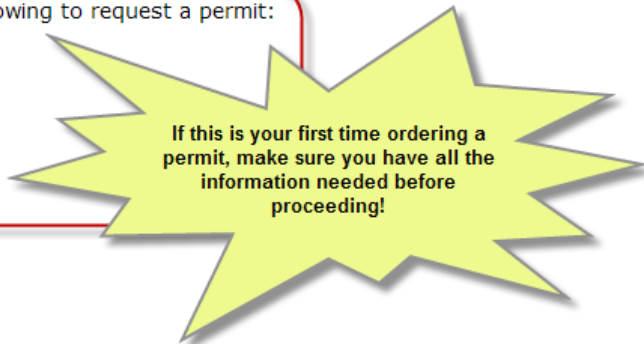 owing to request a permit:
If this is your first time ordering a
permit, make sure you have all the
information needed before
proceeding!